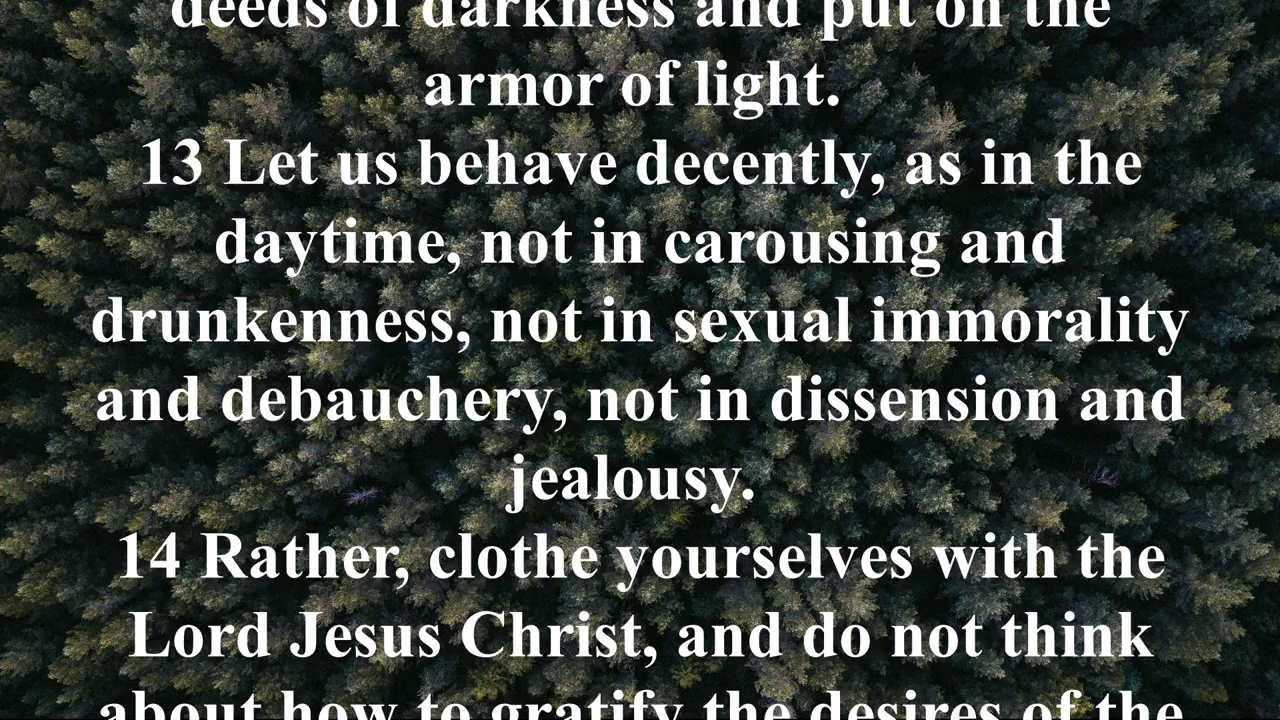 deeds of darkness and put on the
armor of light.
13 Let us behave decently, as in the
daytime, not in carousing and
drunkenness, not in sexual immorality
and debauchery, not in dissension and
jealousy.
14 Rather, clothe yourselves with the
Lord Jesus Christ, and do not think
about how to gratify the desires of the